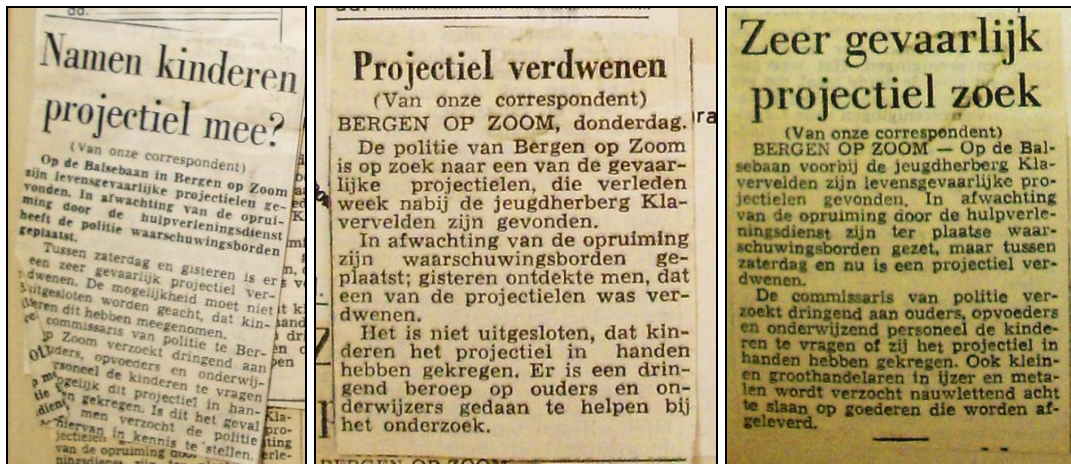 Namen kinderen
projectiel mee?
(Van onze correspondent)
Op de Balsebaan in Bergen op Zoom
zijn levensgevaarlijke projectielen ge-
vonden. In afwachting van de oprui-
ming door de hulpverleningsdienst
heeft de politie waarschuwingsborden
geplaatst.
Tussen zaterdag en gisteren is er
een zeer gevaarlijk projectiel ver-
dwenen. De mogelijkheid moet niet
uitgesloten worden geacht, dat kin-
deren dit hebben meegenomen.
commissaris van politie te Ber-
Zoom verzoekt dringend aan
opvoeders en onderwij-
kinderen te vragen
dit projectiel in han-
gekregen. Is dit het geval
men verzocht de politie
hiervan in kennis te stellen.
van de opruiming door
Projectiel verdwenen
(Van onze correspondent)
BERGEN OP ZOOM, donderdag.
De politie van Bergen op Zoom
is op zoek naar een van de gevaar-
lijke projectielen, die verleden
week nabij de jeugdherberg Kla-
vervelden zijn gevonden.
In afwachting van de opruiming
zijn waarschuwingsborden ge-
plaatst; gisteren ontdekte men, dat
een van de projectielen was ver-
dwenen.
Het is niet uitgesloten, dat kin-
deren het projectiel in handen
hebben gekregen. Er is een drin-
gend beroep op ouders en on-
derwijzers gedaan te helpen bij
het onderzoek.
BERGEN OP ZOOM
Zeer gevaarlijk
projectiel zoek
(Van onze correspondent)
BERGEN OP ZOOM — Op de Bal-
sebaan voorbij de jeugdherberg Kla-
vervelden zijn levensgevaarlijke pro-
jectielen gevonden. In afwachting
van de opruiming door de hulpverle-
ningsdienst zijn ter plaatse waar-
schuwingsborden gezet, maar tussen
zaterdag en nu is een projectiel ver-
dwenen.
De commissaris van politie ver-
zoekt dringend aan ouders, opvoeders
en onderwijzend personeel de kinde-
ren te vragen of zij het projectiel in
handen hebben gekregen. Ook klein-
en groothandelaren in ijzer en meta-
len wordt verzocht nauwlettend acht
te slaan op goederen die worden af-
geleverd.